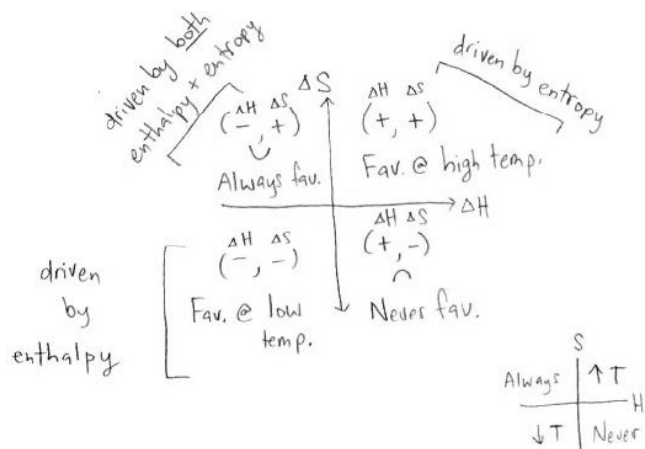 driven by both
enthalpy + entropy
ΔS
driven by entropy
ΔH ΔS
(-, +)
Always fav.
ΔH ΔS
(+, +)
Fav. @ high temp.
ΔH
ΔH ΔS
(-, -)
Fav. @ low
temp.
ΔH ΔS
(+, -)
Never fav.
driven
by
enthalpy
S
Always
↑T
H
↓T
Never